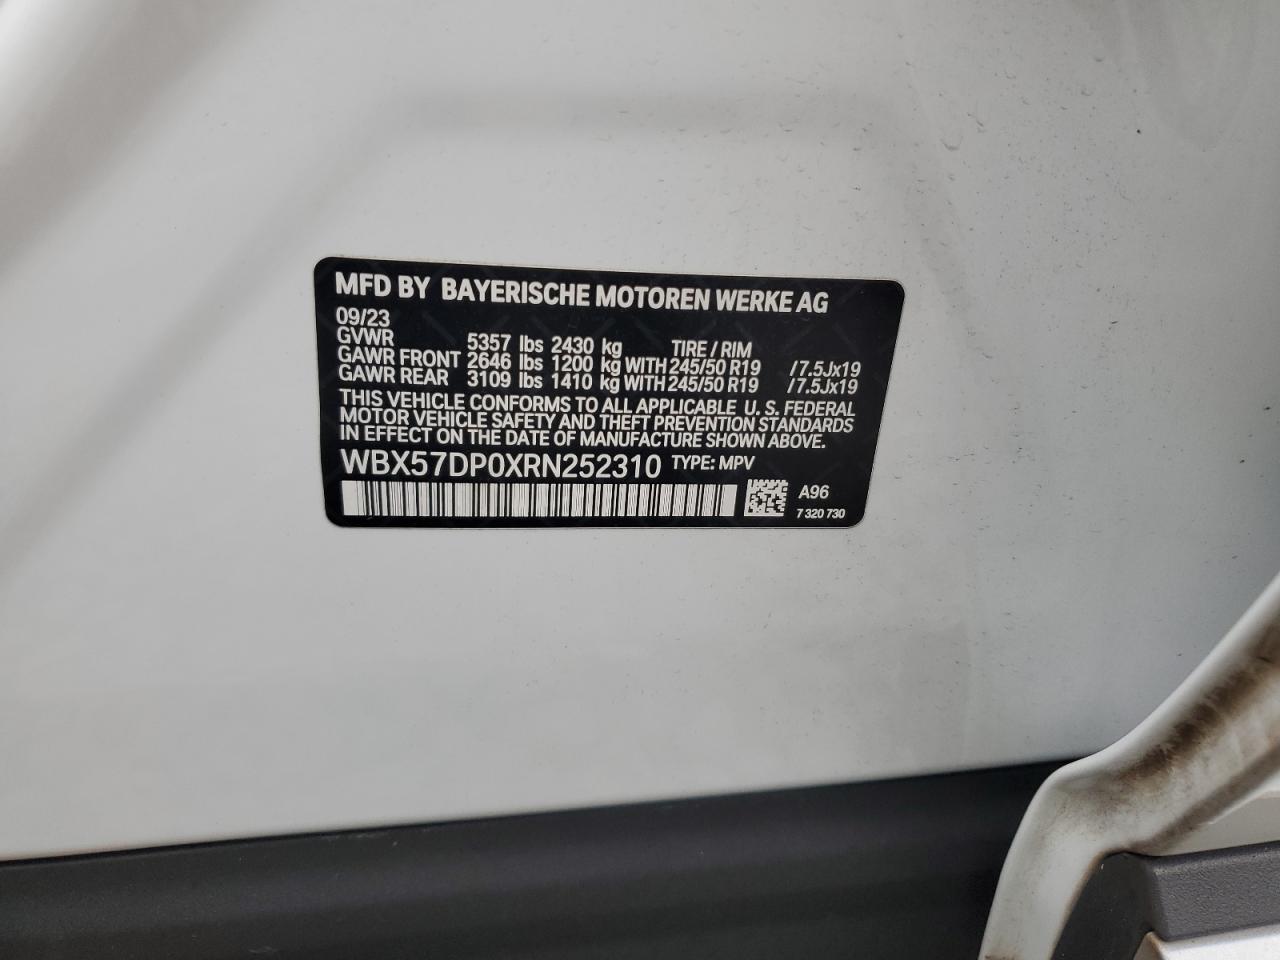 MFD BY BAYERISCHE MOTOREN WERKE AG
09/23
GVWR 5357 lbs 2430 kg TIRE / RIM
GAWR FRONT 2646 lbs 1200 kg WITH 245/50 R19 /7.5Jx19
GAWR REAR 3109 lbs 1410 kg WITH 245/50 R19 /7.5Jx19
THIS VEHICLE CONFORMS TO ALL APPLICABLE U. S. FEDERAL
MOTOR VEHICLE SAFETY AND THEFT PREVENTION STANDARDS
IN EFFECT ON THE DATE OF MANUFACTURE SHOWN ABOVE.
WBX57DP0XRN252310 TYPE: MPV
A96
7 320 730